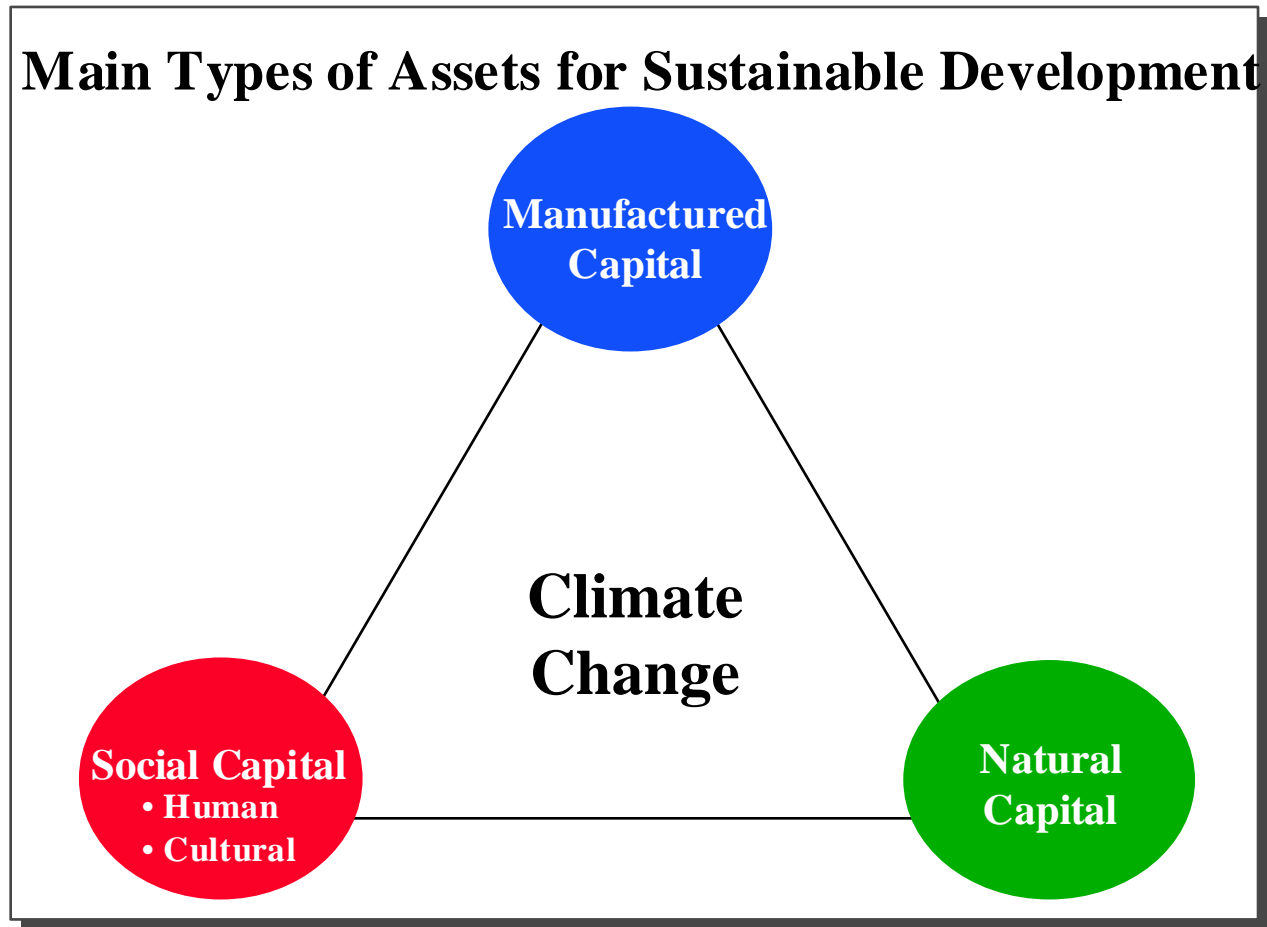 Main Types of Assets for Sustainable Development
Manufactured
Capital
Climate
Change
Social Capital
• Human
• Cultural
Natural
Capital